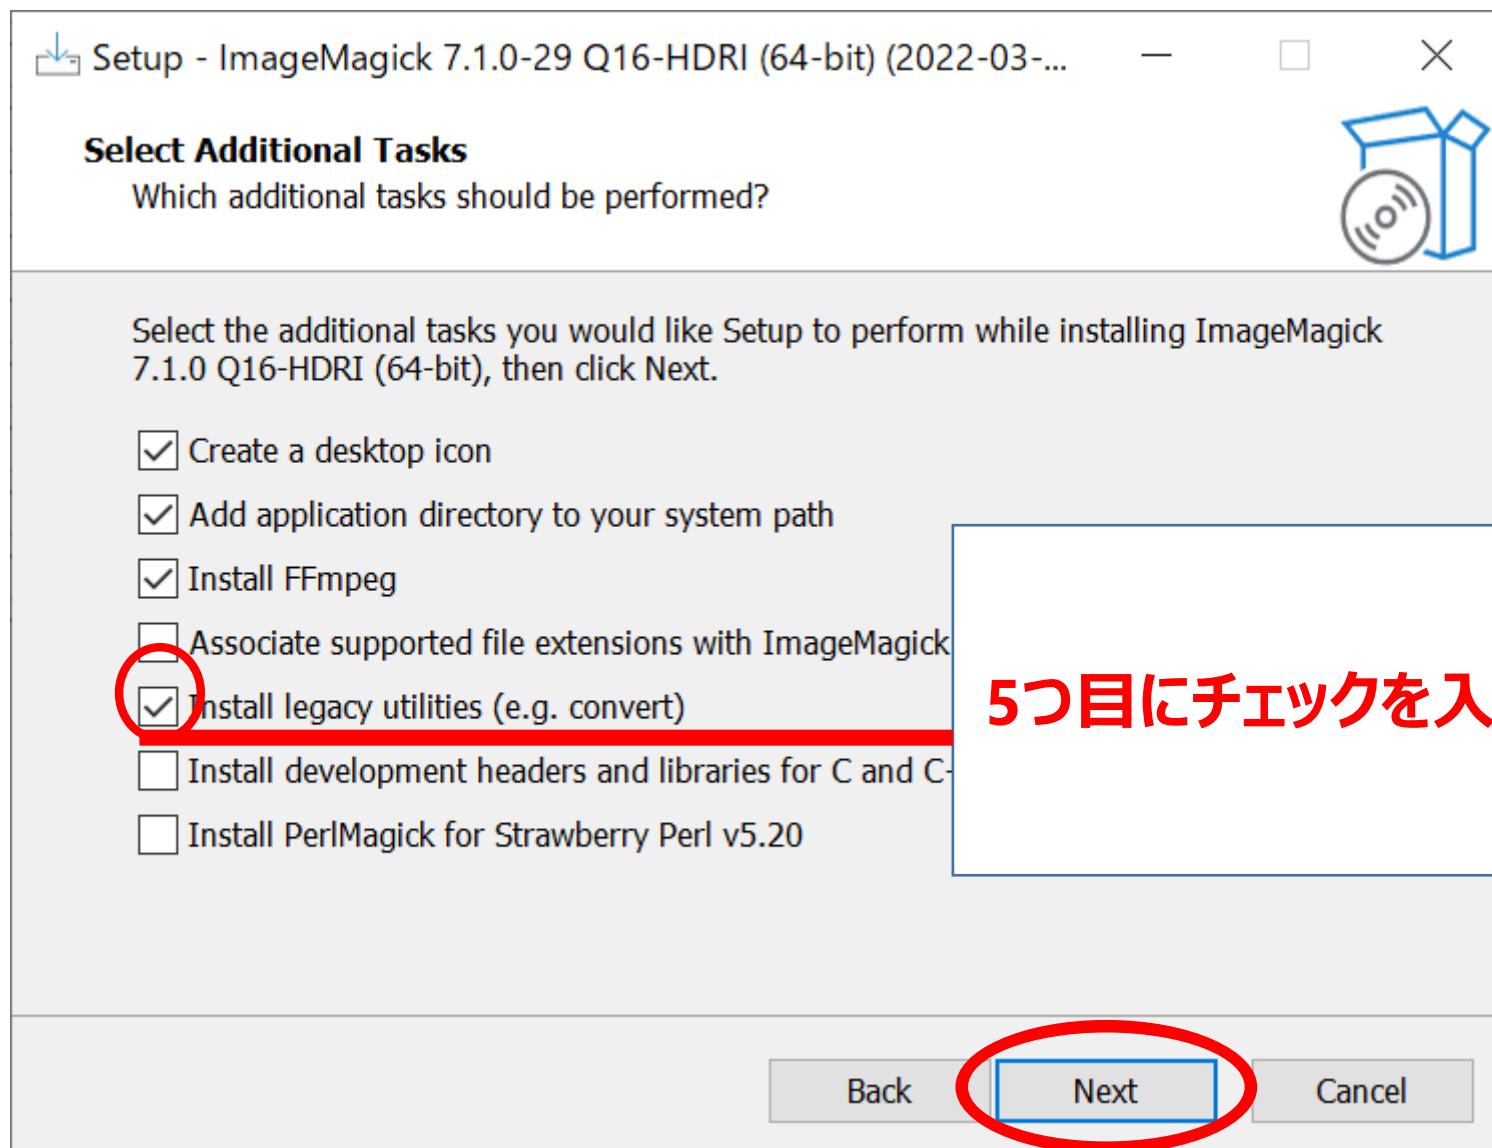 Setup - ImageMagick 7.1.0-29 Q16-HDRI (64-bit) (2022-03-...
Select Additional Tasks
Which additional tasks should be performed?
Select the additional tasks you would like Setup to perform while installing ImageMagick
7.1.0 Q16-HDRI (64-bit), then click Next.
Create a desktop icon
Add application directory to your system path
Install FFmpeg
Associate supported file extensions with ImageMagick
Install legacy utilities (e.g. convert)
5つ目にチェックを入
Install development headers and libraries for C and C-
Install PerlMagick for Strawberry Perl v5.20
Back
Next
Cancel